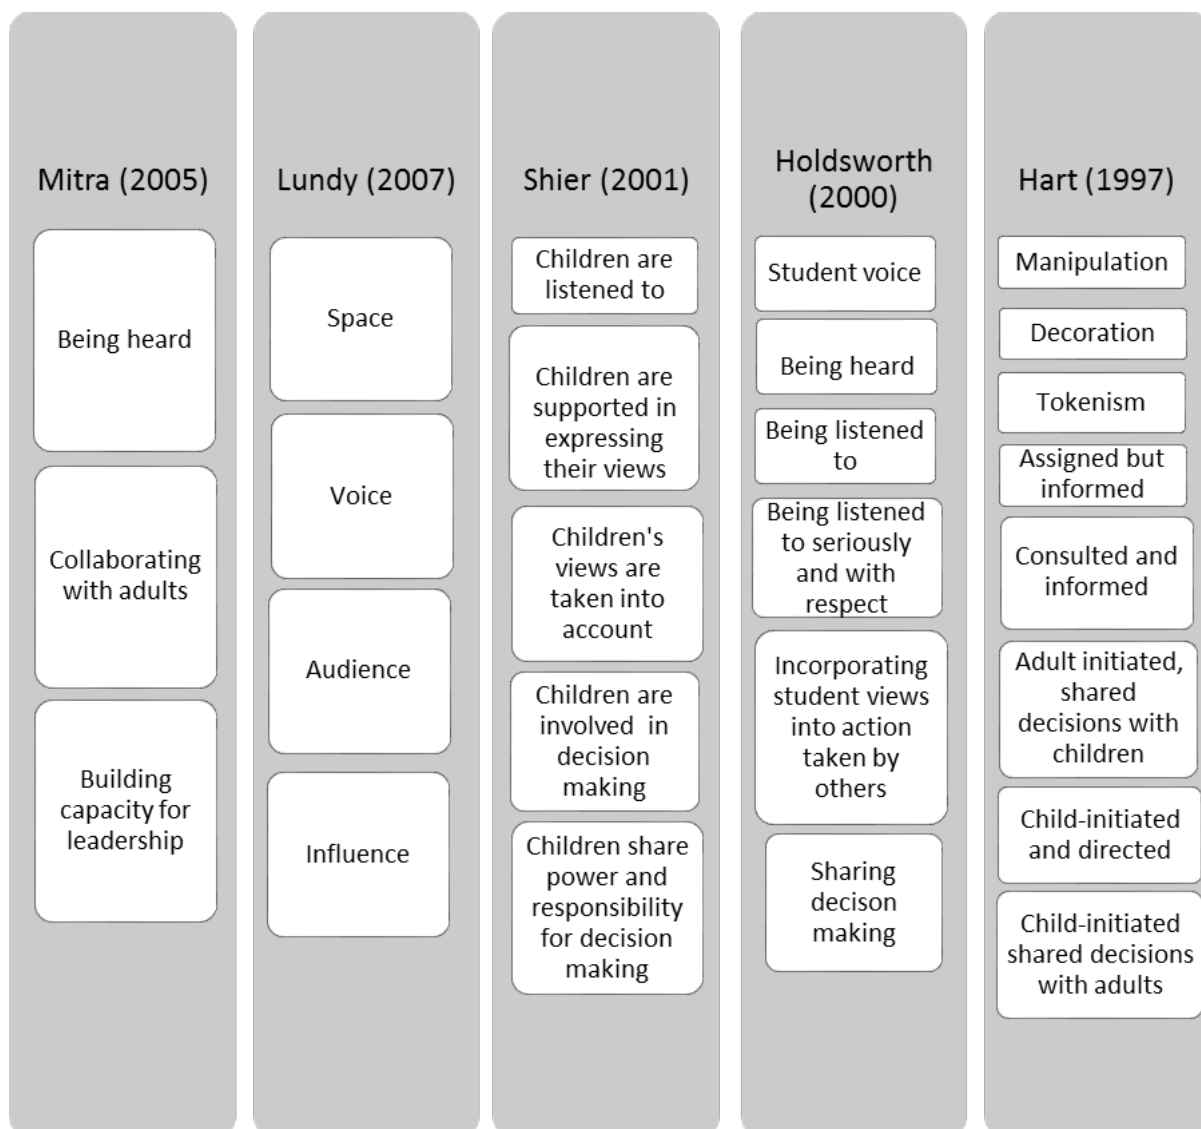 Mitra (2005)
Being heard
Collaborating
with adults
Building
capacity for
leadership
Lundy (2007)
Space
Voice
Audience
Influence
Shier (2001)
Children are
listened to
Children are
supported in
expressing
their views
Children's
views are
taken into
account
Children are
involved in
decision
making
Children share
power and
responsibility
for decision
making
Holdsworth
(2000)
Student voice
Being heard
Being listened
to
Being listened
to seriously
and with
respect
Incorporating
student views
into action
taken by
others
Sharing
decison
making
Hart (1997)
Manipulation
Decoration
Tokenism
Assigned but
informed
Consulted and
informed
Adult initiated,
shared
decisions with
children
Child-initiated
and directed
Child-initiated
shared decisions
with adults